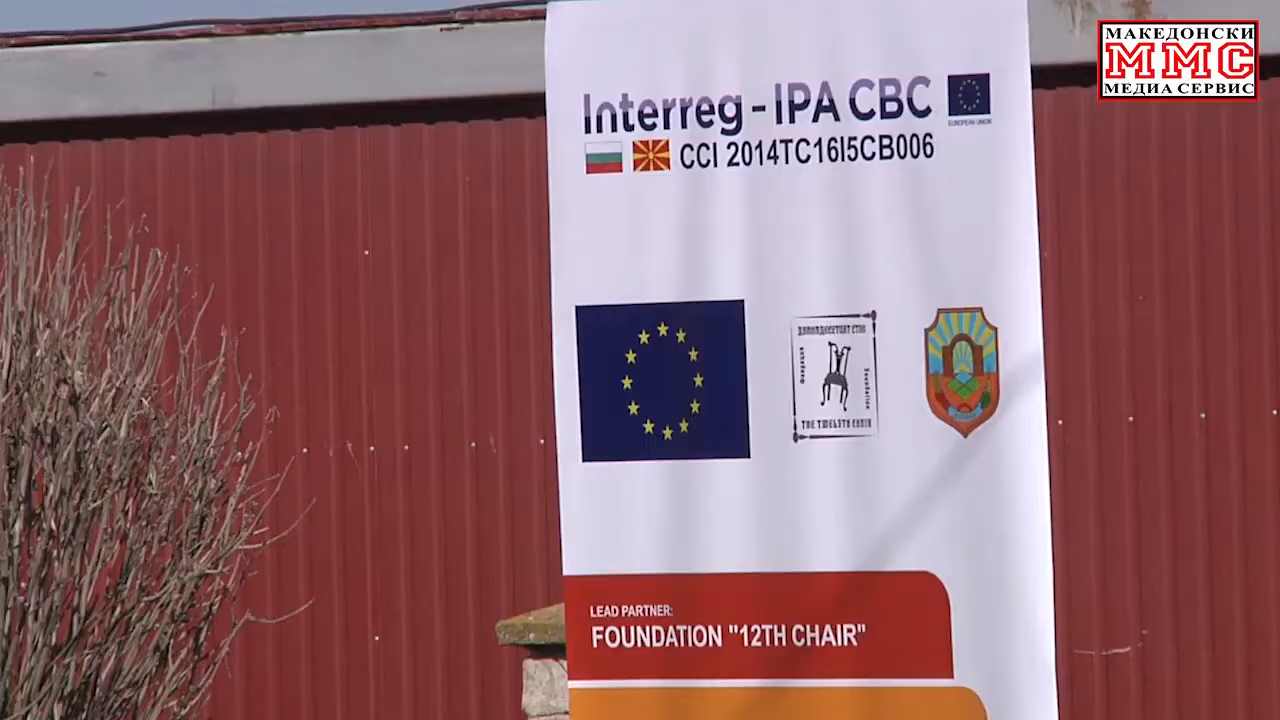 МАКЕДОНСКИ
ММС
МЕДИА СЕРВИС
Interreg - IPA CBC
EUROPEAN UNION
CCI 2014TC16I5CB006
THE TWELFTH CHAIR
LEAD PARTNER:
FOUNDATION "12TH CHAIR"